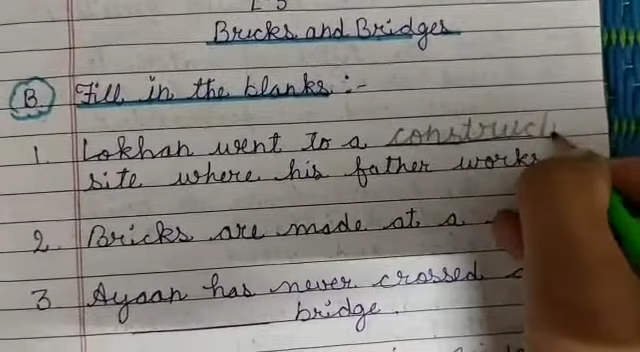 Bricks and Bridges
B. Fill in the blanks :-
1. Lokhan went to a construct
site where his father works
2. Bricks are made at a
3 Ayaan has never crossed
bridge.